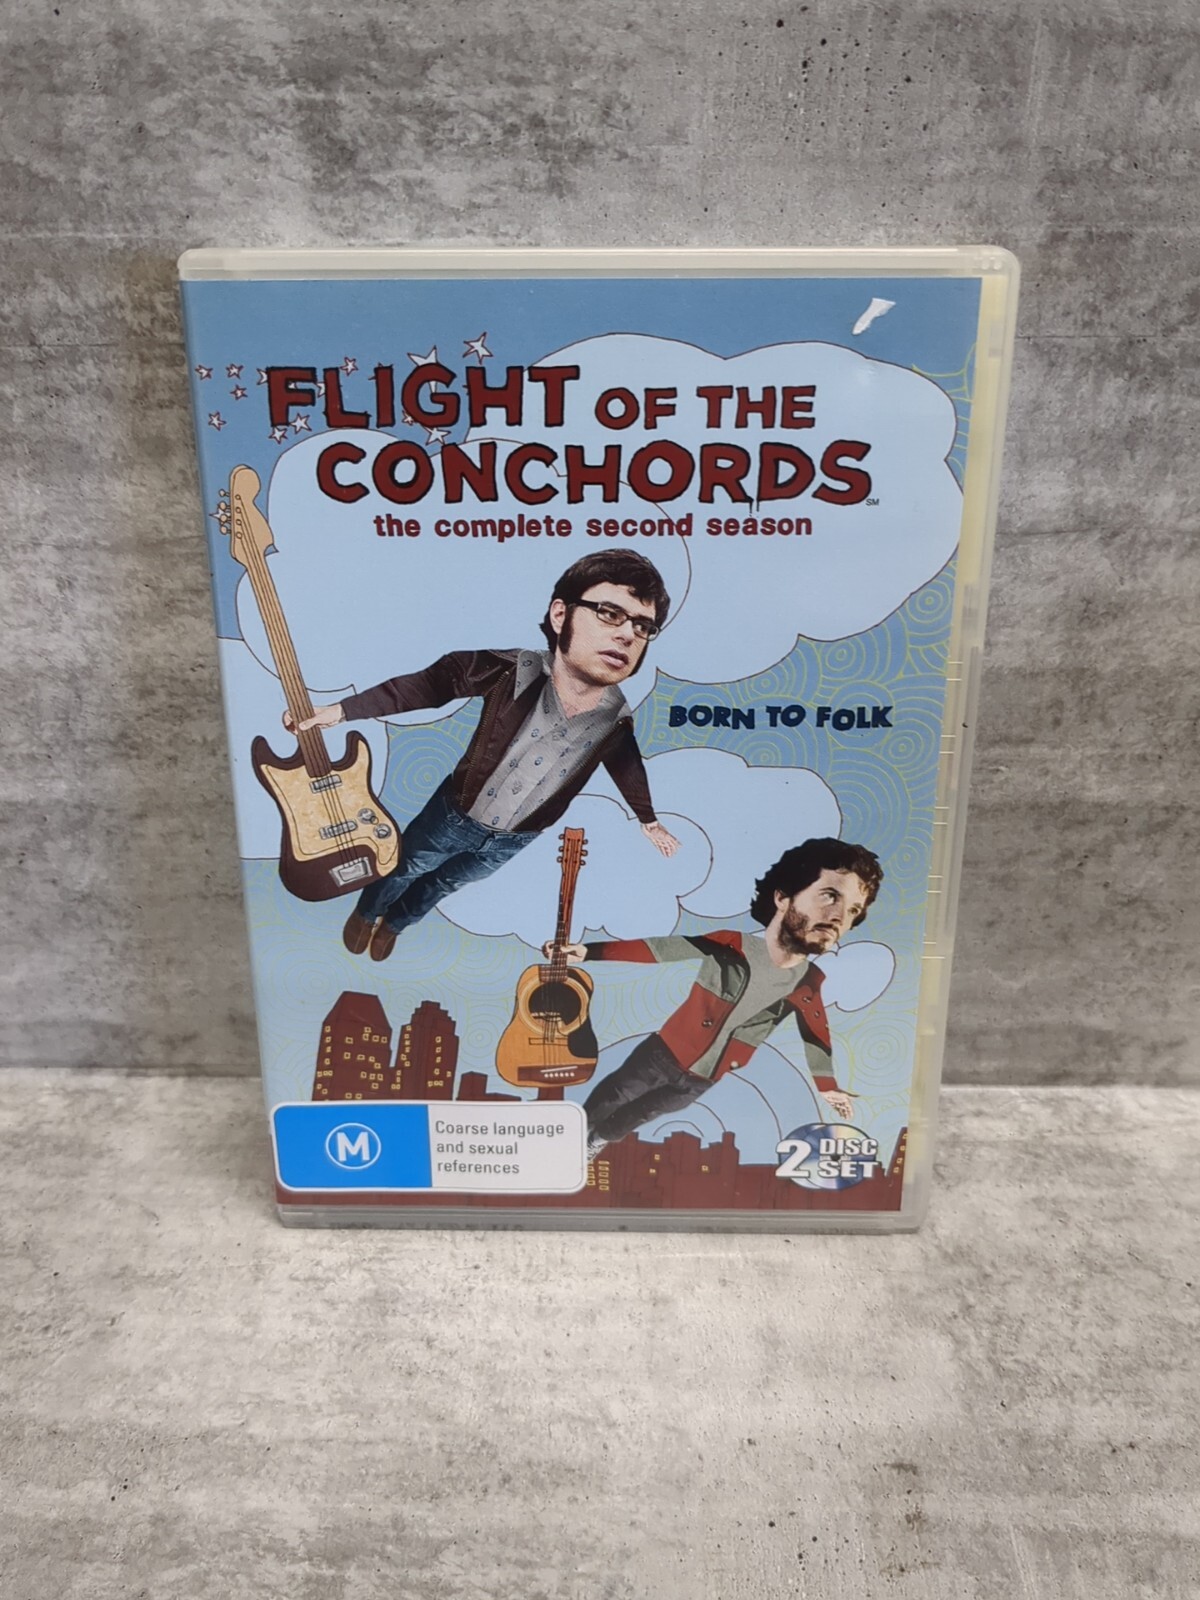 FLIGHT OF THE
CONCHORDS SM
the complete second season
BORN TO FOLK
M
Coarse language
and sexual
references
2 DISC
SET